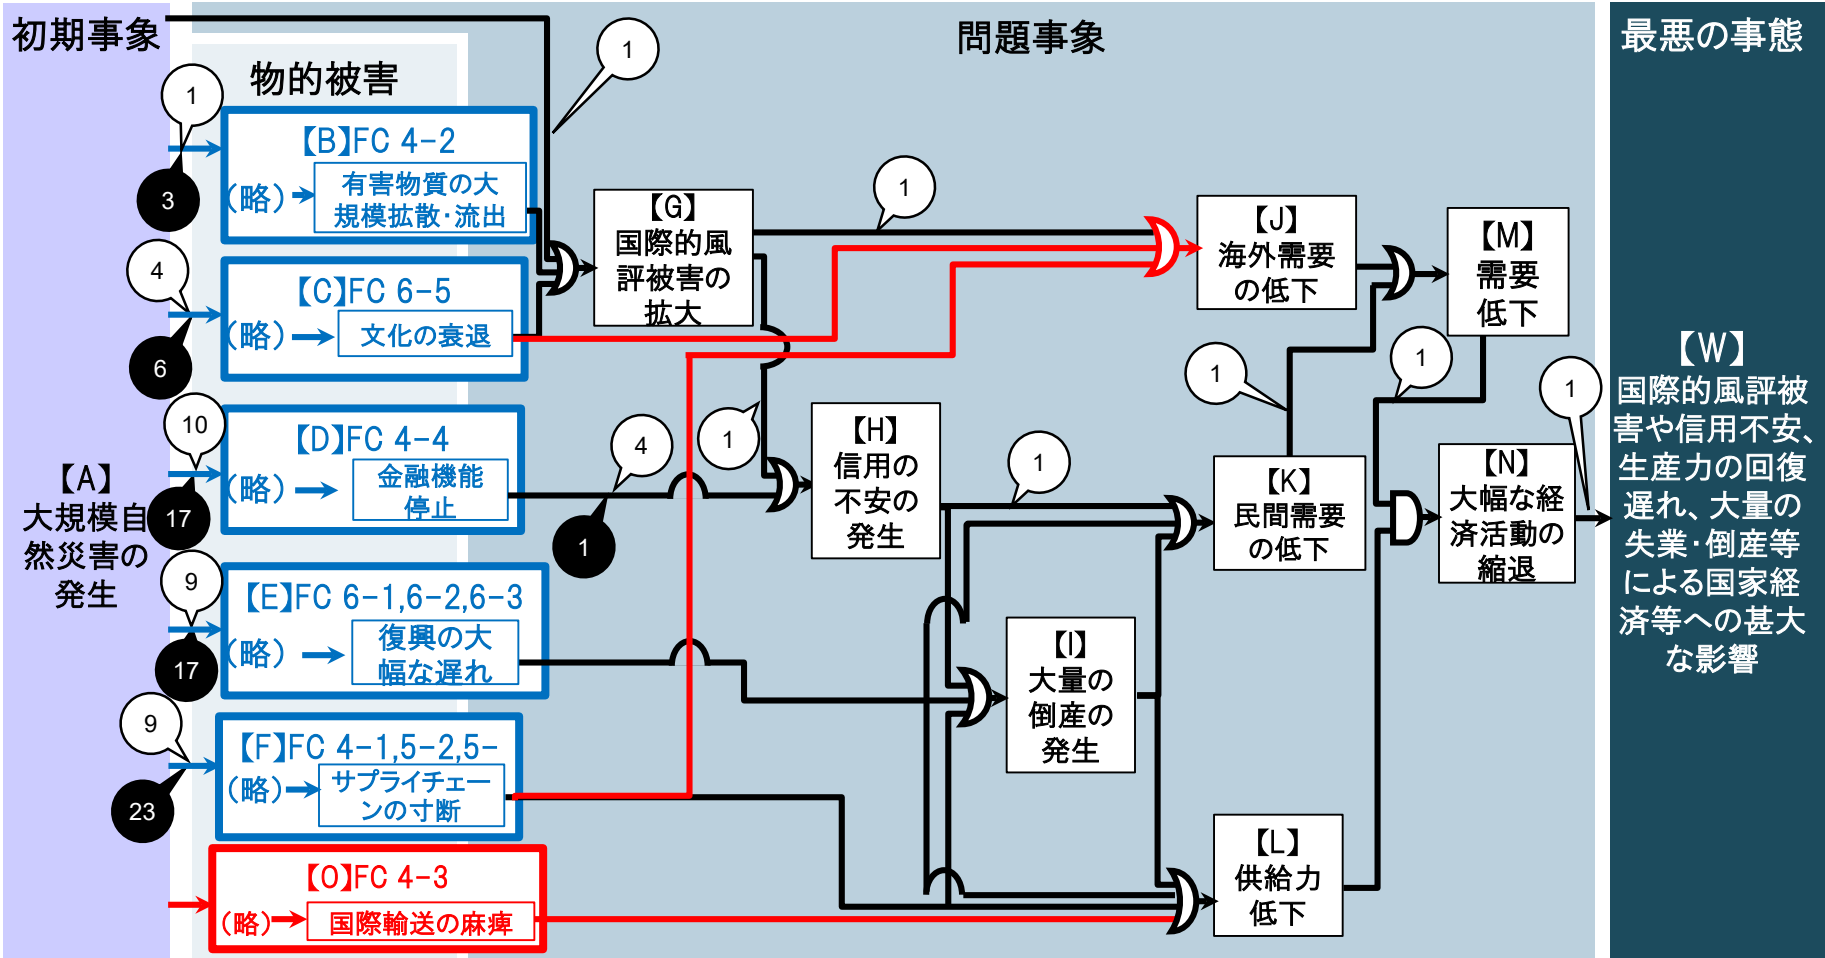 初期事象
問題事象
最悪の事態
物的被害
1
1
【B】FC 4-2
(略)
有害物質の大
規模拡散・流出
3
4
【C】FC 6-5
(略)
文化の衰退
6
10
【D】FC 4-4
(略)
金融機能
停止
17
4
1
9
【E】FC 6-1,6-2,6-3
(略)
復興の大
幅な遅れ
17
9
【F】FC 4-1,5-2,5-
(略)
サプライチェー
ンの寸断
23
【O】FC 4-3
(略)
国際輸送の麻痺
【A】
大規模自
然災害の
発生
【G】
国際的風
評被害の
拡大
1
1
【H】
信用の
不安の
発生
1
【I】
大量の
倒産の
発生
【J】
海外需要
の低下
1
【K】
民間需要
の低下
【L】
供給力
低下
【M】
需要
低下
1
【N】
大幅な経
済活動の
縮退
1
【W】
国際的風評被
害や信用不安、
生産力の回復
遅れ、大量の
失業・倒産等
による国家経
済等への甚大
な影響